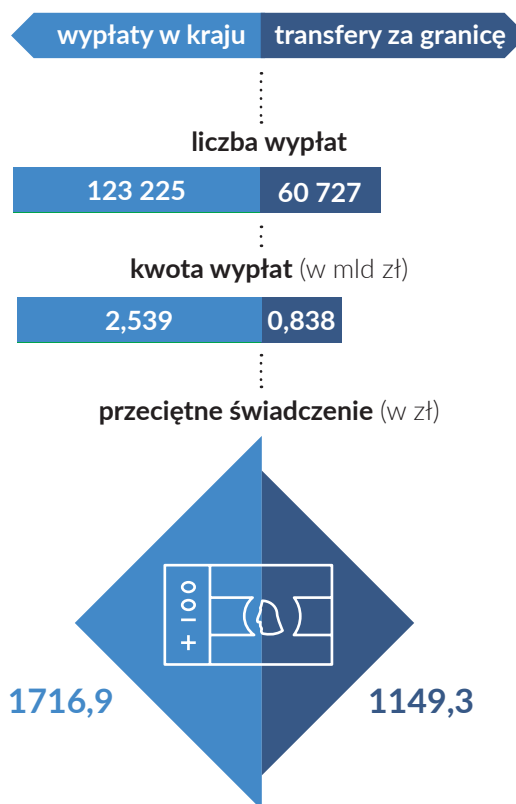 wypłaty w kraju transfery za granicę
liczba wypłat
123 225 60 727
kwota wypłat (w mld zł)
2,539 0,838
przeciętne świadczenie (w zł)
+ 100
1716,9 1149,3